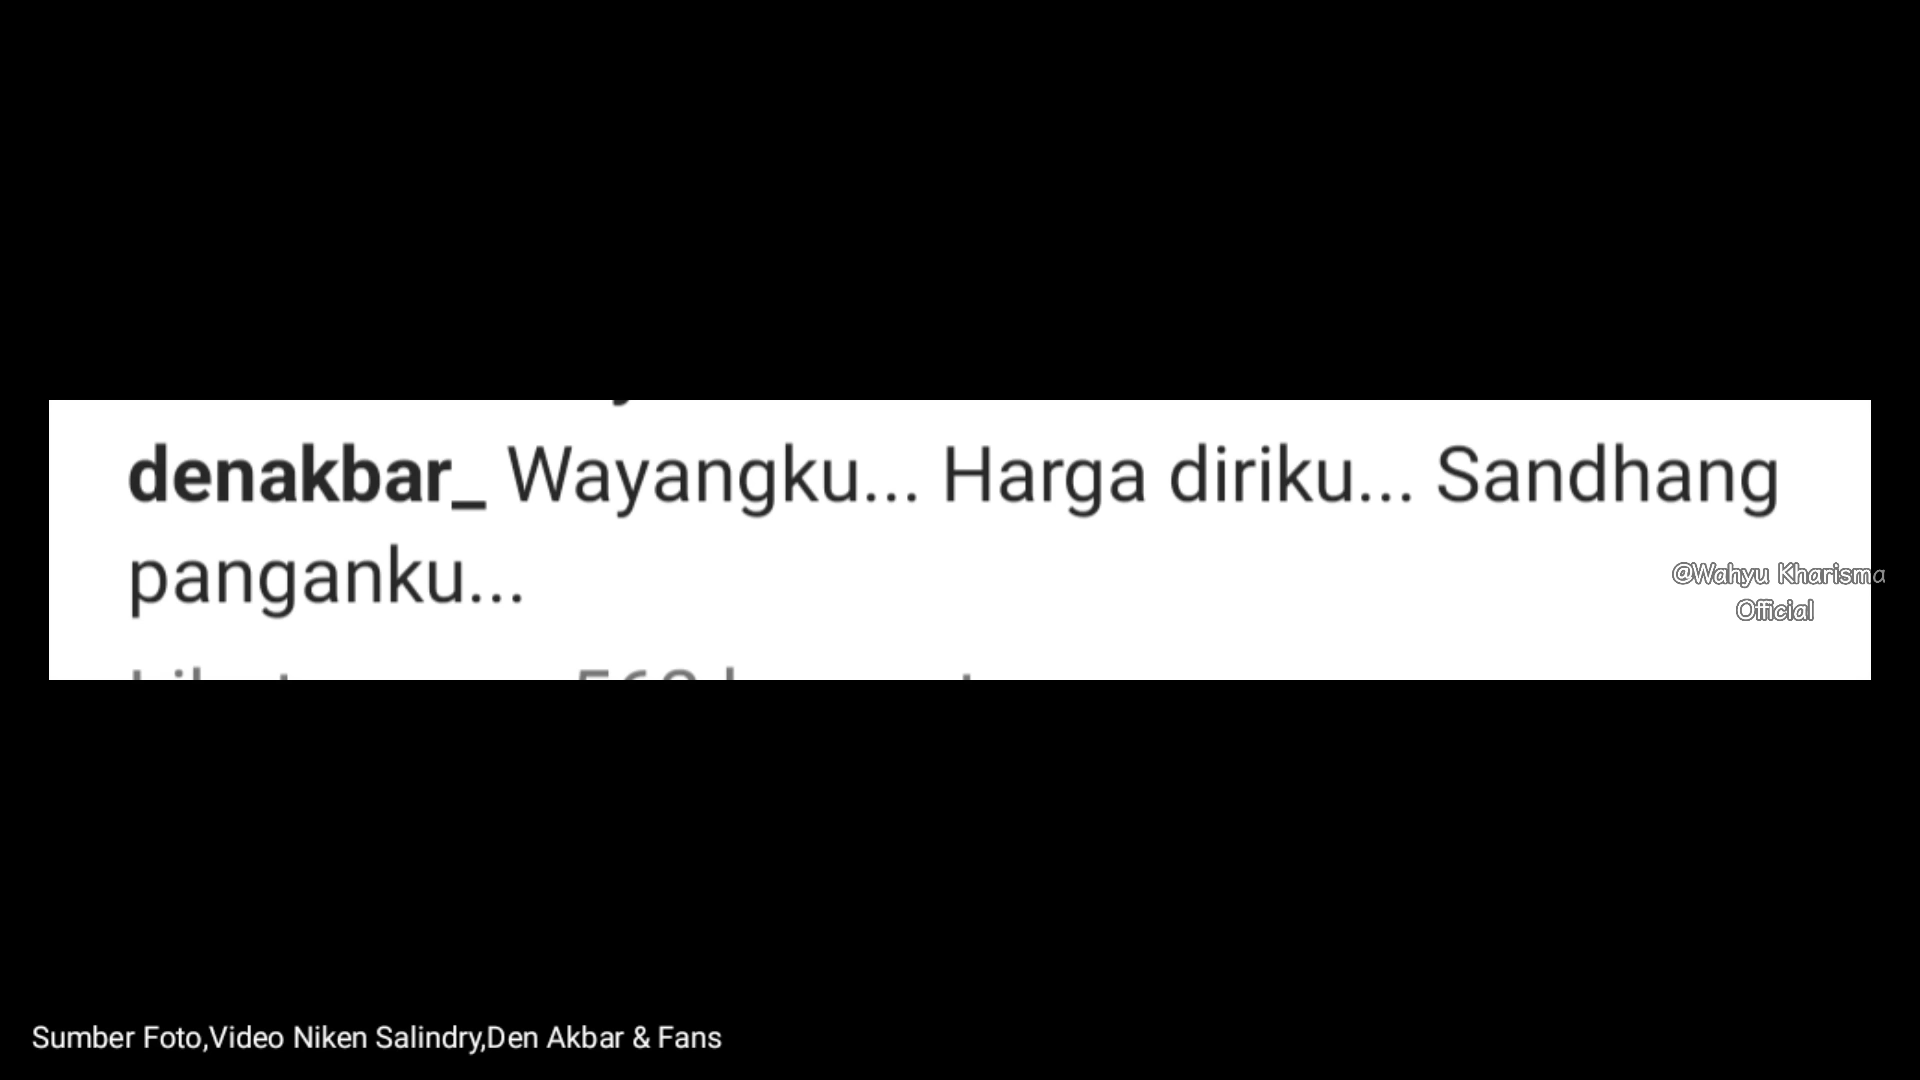 denakbar_ Wayangku... Harga diriku... Sandhang
panganku...
@Wahyu Kharisma
Official
Sumber Foto,Video Niken Salindry,Den Akbar & Fans